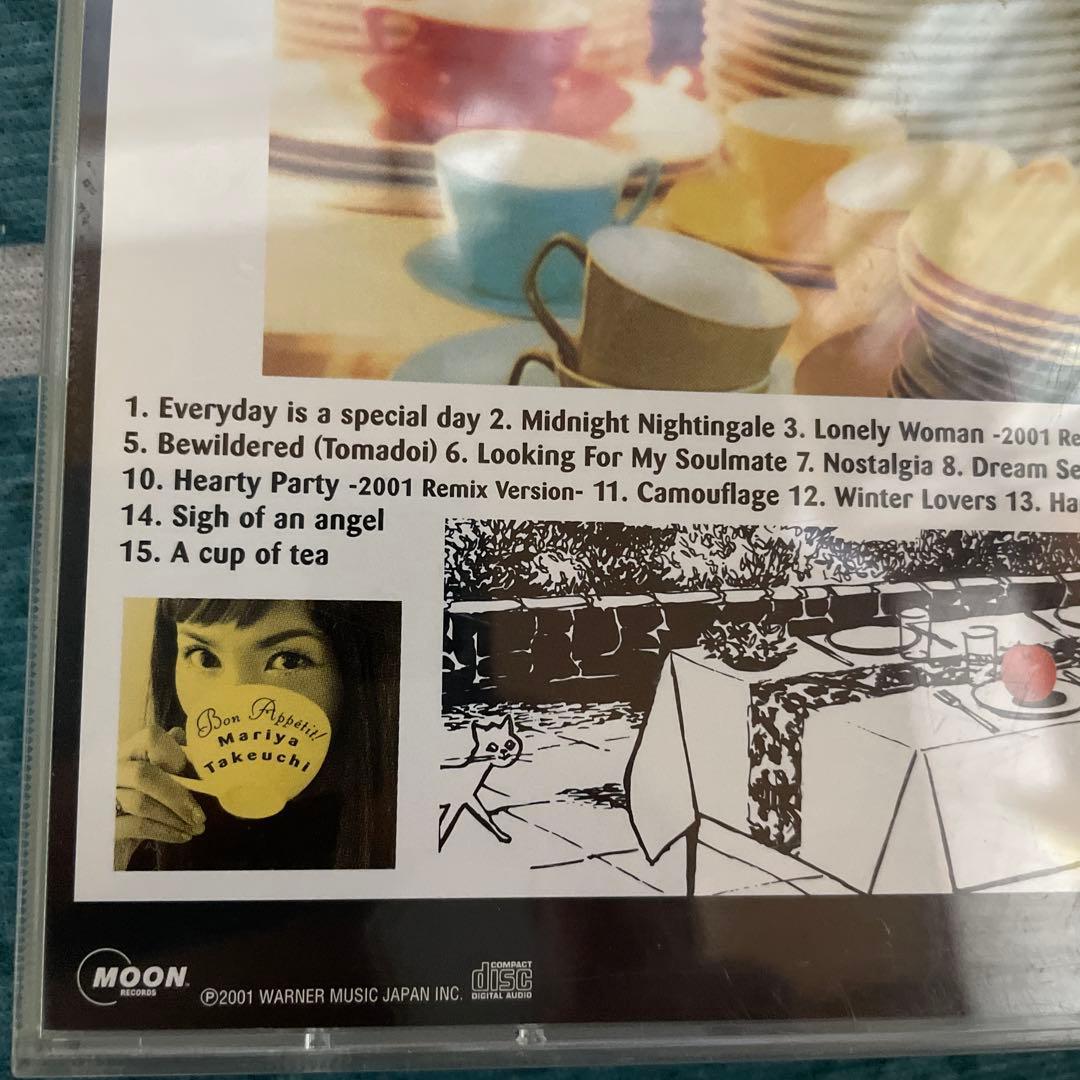 1. Everyday is a special day 2. Midnight Nightingale 3. Lonely Woman -2001 Re
5. Bewildered (Tomadoi) 6. Looking For My Soulmate 7. Nostalgia 8. Dream Se
10. Hearty Party -2001 Remix Version- 11. Camouflage 12. Winter Lovers 13. Ha
14. Sigh of an angel
15. A cup of tea
Bon Appétit!
Mariya
Takeuchi
MOON
RECORDS
℗2001 WARNER MUSIC JAPAN INC.
COMPACT
disc
DIGITAL AUDIO